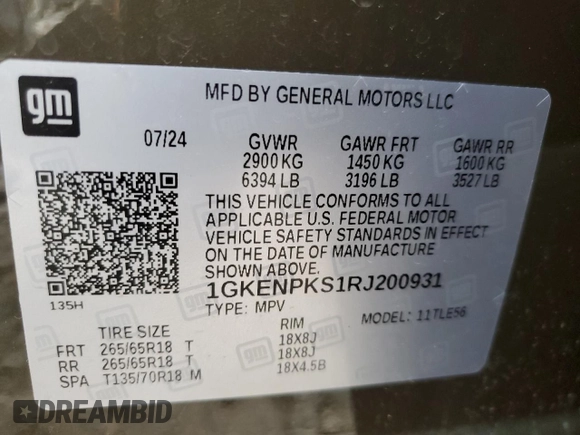 gm
MFD BY GENERAL MOTORS LLC
07/24 GVWR GAWR FRT GAWR RR
2900 KG 1450 KG 1600 KG
6394 LB 3196 LB 3527 LB
THIS VEHICLE CONFORMS TO ALL
APPLICABLE U.S. FEDERAL MOTOR
VEHICLE SAFETY STANDARDS IN EFFECT
ON THE DATE OF MANUFACTURE
SHOWN ABOVE.
1GKENPKS1RJ200931
135H
TYPE: MPV MODEL: 11TLE56
TIRE SIZE RIM
FRT 265/65R18 T 18X8J
RR 265/65R18 T 18X8J
SPA T135/70R18 M 18X4.5B
DREAMBID